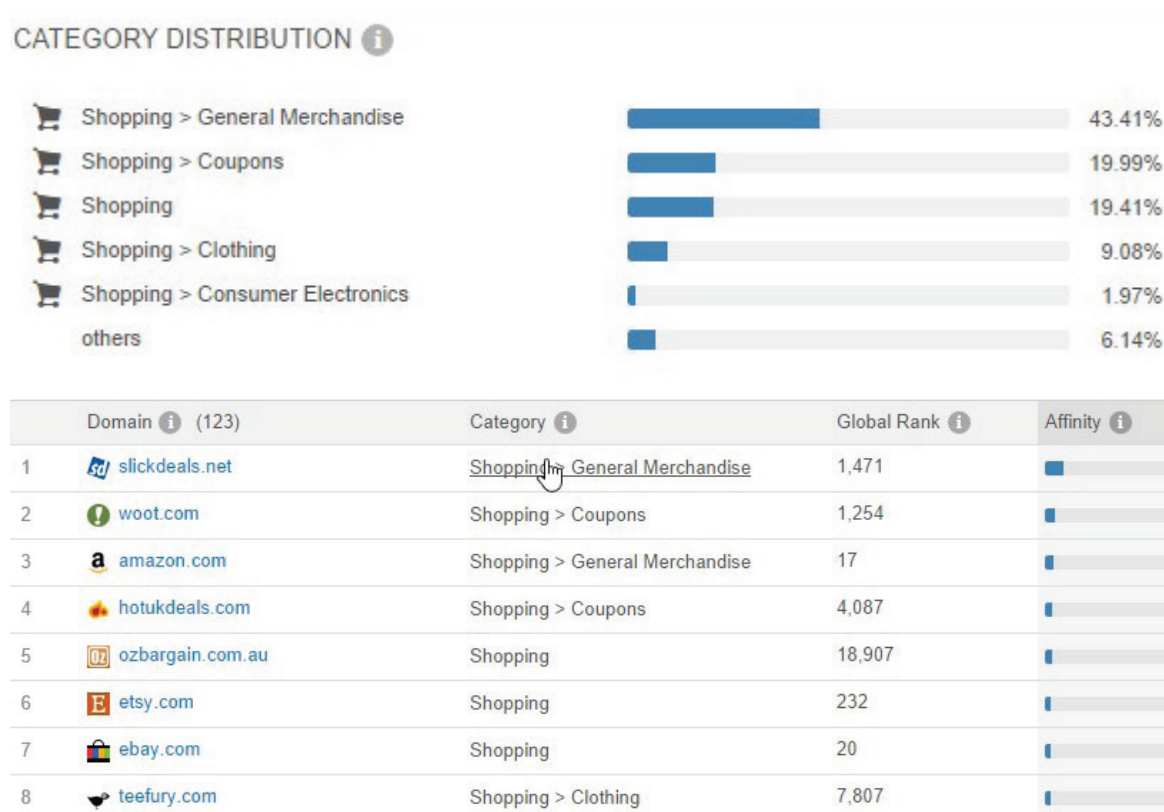 CATEGORY DISTRIBUTION i
Shopping > General Merchandise 43.41%
Shopping > Coupons 19.99%
Shopping 19.41%
Shopping > Clothing 9.08%
Shopping > Consumer Electronics 1.97%
others 6.14%
Domain i (123) Category i Global Rank i Affinity i
1 sd slickdeals.net Shopping > General Merchandise 1,471
2 woot.com Shopping > Coupons 1,254
3 a amazon.com Shopping > General Merchandise 17
4 hotukdeals.com Shopping > Coupons 4,087
5 OZ ozbargain.com.au Shopping 18,907
6 E etsy.com Shopping 232
7 ebay.com Shopping 20
8 teefury.com Shopping > Clothing 7,807